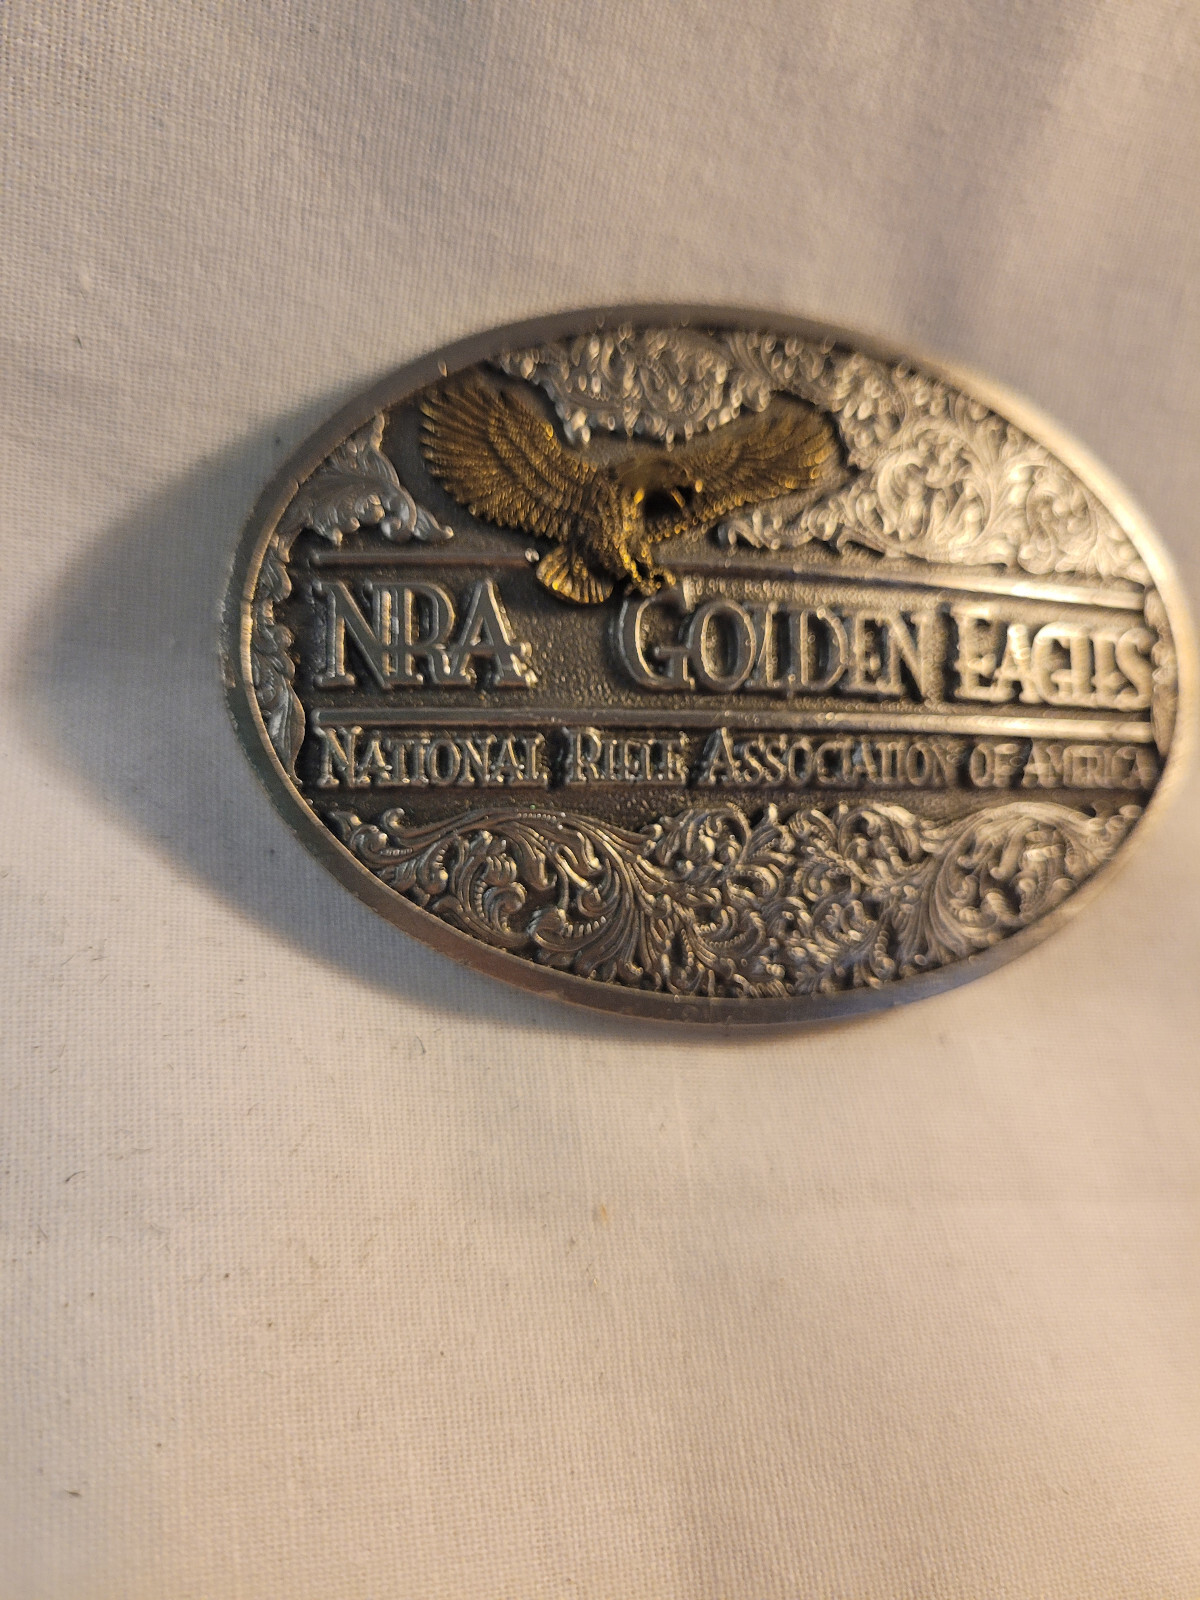 NRA GOLDEN EAGLES
NATIONAL RIFLE ASSOCIATION OF AMERICA